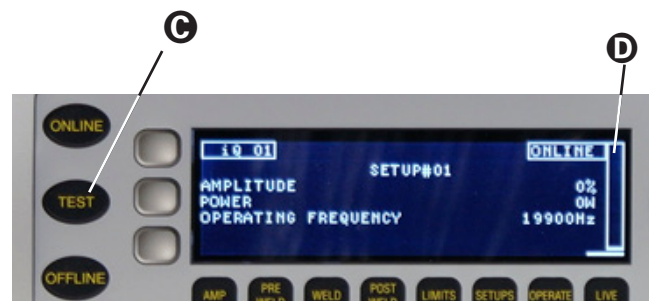 C
D
ONLINE
iQ 01 ONLINE
SETUP#01
AMPLITUDE 0%
POWER 0W
TEST
OPERATING FREQUENCY 19900Hz
OFFLINE
AMP PRE WELD WELD POST WELD LIMITS SETUPS OPERATE LIVE